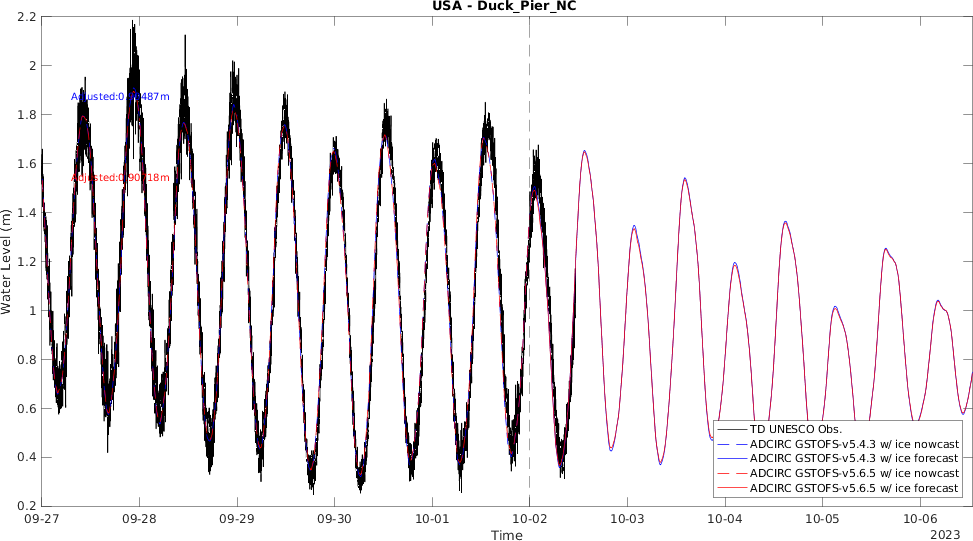 USA - Duck_Pier_NC
2.2
2
1.8
1.6
1.4
1.2
1
0.8
0.6
0.4
0.2
Water Level (m)
TD UNESCO Obs.
ADCIRC GSTOFS-v5.4.3 w/ ice nowcast
ADCIRC GSTOFS-v5.4.3 w/ ice forecast
ADCIRC GSTOFS-v5.6.5 w/ ice nowcast
ADCIRC GSTOFS-v5.6.5 w/ ice forecast
09-27 09-28 09-29 09-30 10-01 10-02 10-03 10-04 10-05 10-06
Time
2023